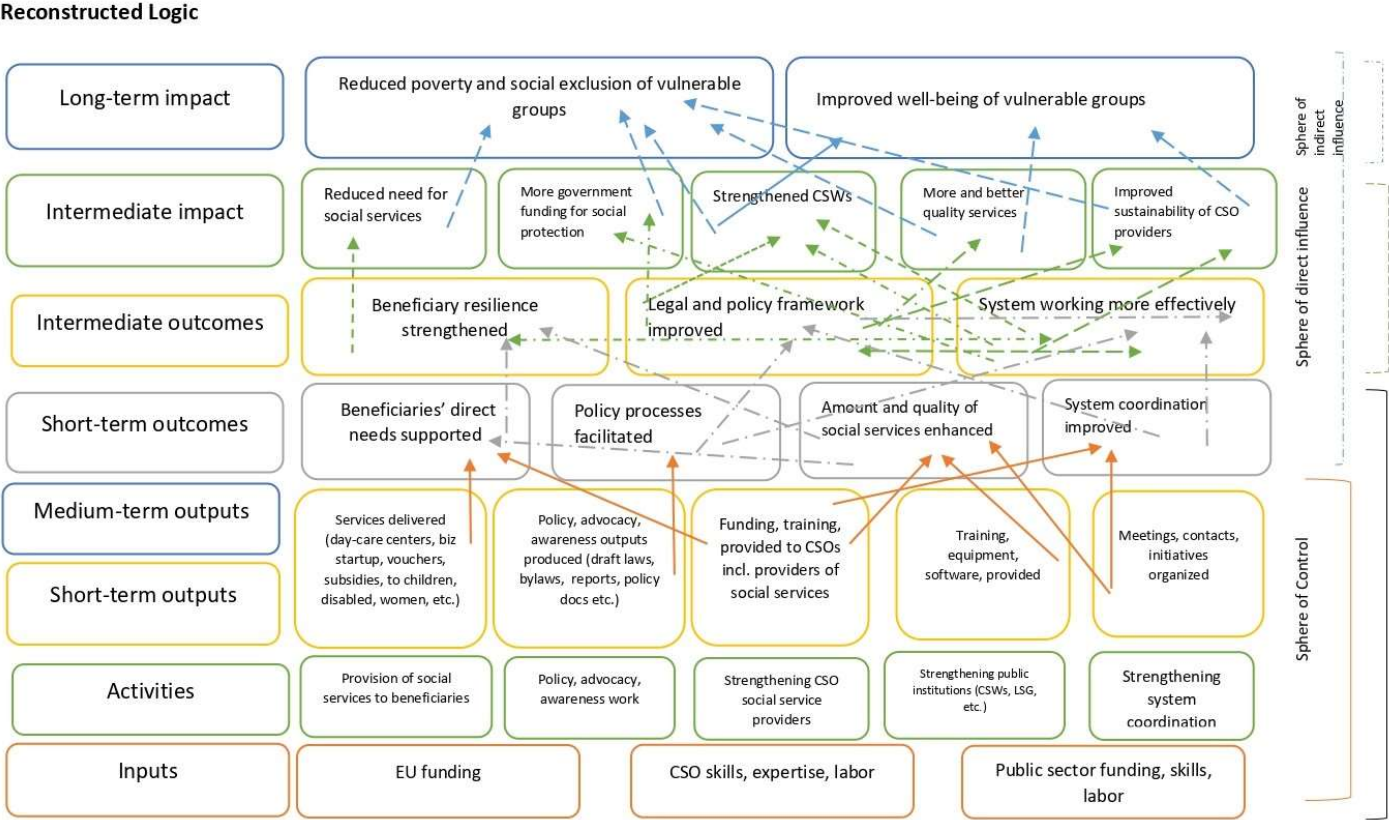 Reconstructed Logic
Long-term impact
Reduced poverty and social exclusion of vulnerable
groups
Improved well-being of vulnerable groups
Sphere of
indirect
influence
Intermediate impact
Reduced need for
social services
More government
funding for social
protection
Strengthened CSWs
More and better
quality services
Improved
sustainability of CSO
providers
Sphere of direct influence
Intermediate outcomes
Beneficiary resilience
strengthened
Legal and policy framework
improved
System working more effectively
Short-term outcomes
Beneficiaries’ direct
needs supported
Policy processes
facilitated
Amount and quality of
social services enhanced
System coordination
improved
Medium-term outputs
Short-term outputs
Services delivered
(day-care centers, biz
startup, vouchers,
subsidies, to children,
disabled, women, etc.)
Policy, advocacy,
awareness outputs
produced (draft laws,
bylaws, reports, policy
docs etc.)
Funding, training,
provided to CSOs
incl. providers of
social services
Training,
equipment,
software, provided
Meetings, contacts,
initiatives
organized
Sphere of Control
Activities
Provision of social
services to beneficiaries
Policy, advocacy,
awareness work
Strengthening CSO
social service
providers
Strengthening public
institutions (CSWs, LSG,
etc.)
Strengthening
system
coordination
Inputs
EU funding
CSO skills, expertise, labor
Public sector funding, skills,
labor